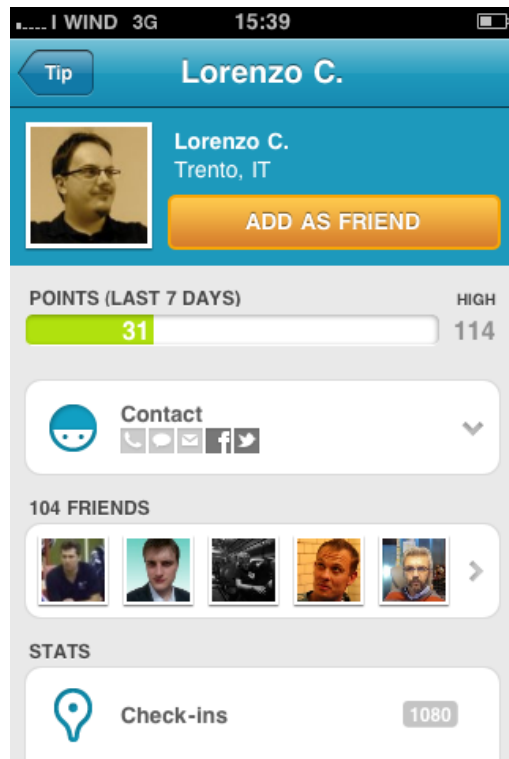 I WIND 3G 15:39
Tip
Lorenzo C.
Lorenzo C.
Trento, IT
ADD AS FRIEND
POINTS (LAST 7 DAYS) HIGH
31 114
Contact
104 FRIENDS
STATS
Check-ins 1080